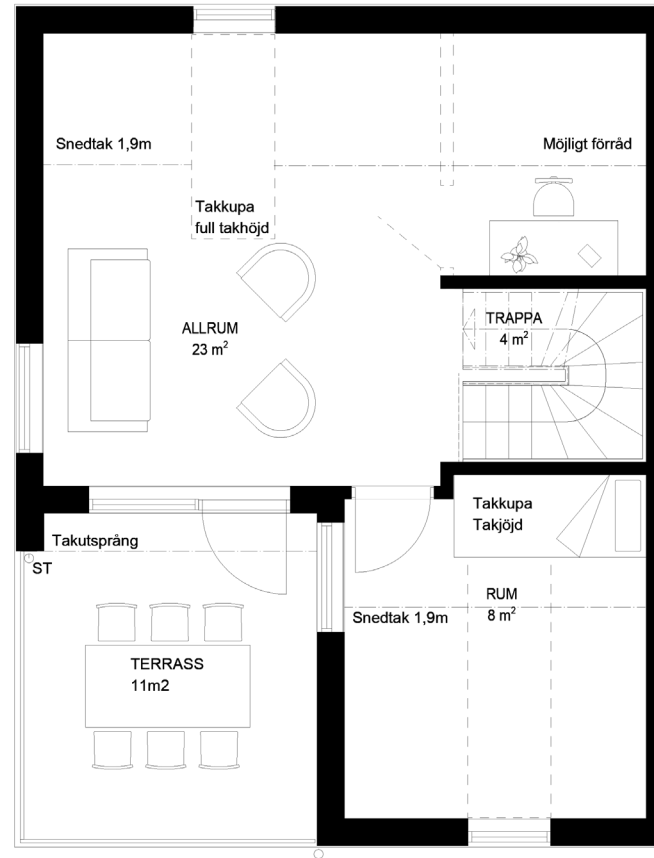 Snedtak 1,9m
Möjligt förråd
Takkupa
full takhöjd
ALLRUM
23 m²
TRAPPA
4 m²
Takutsprång
ST
Takkupa
Takjöjd
RUM
8 m²
Snedtak 1,9m
TERRASS
11m2